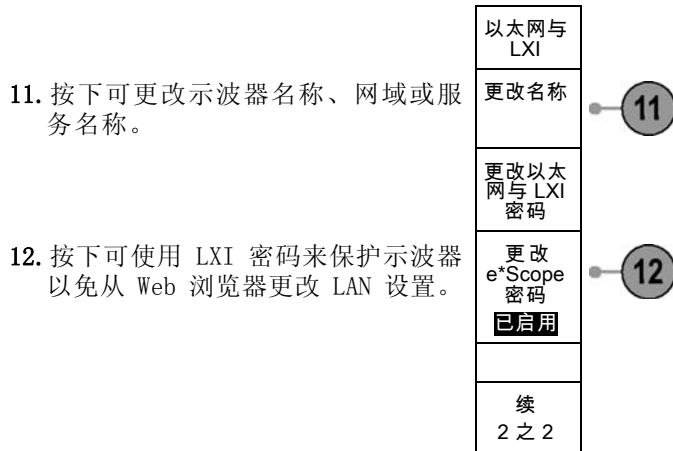 以太网与
LXI
11. 按下可更改示波器名称、网域或服
务名称。
更改名称
11
更改以太
网与 LXI
密码
12. 按下可使用 LXI 密码来保护示波器
以免从 Web 浏览器更改 LAN 设置。
更 改
e*Scope
密码
已启用
12
续
2 之 2